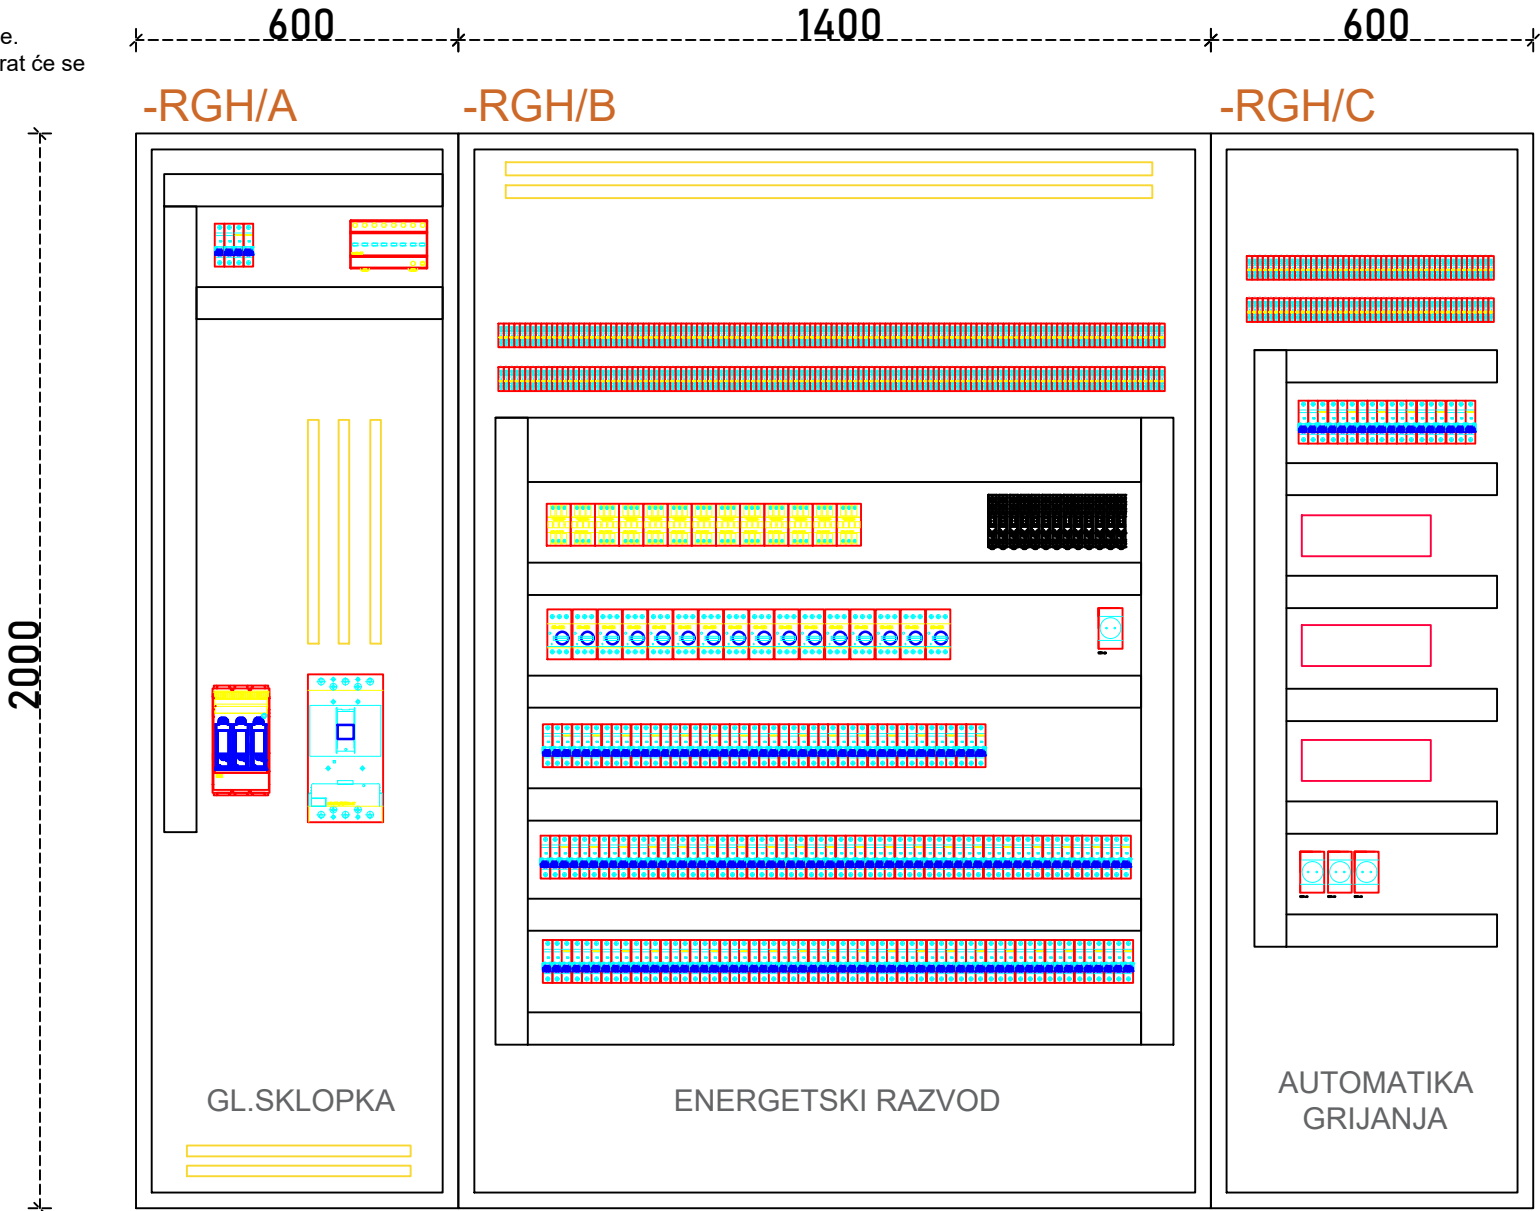 e.
rat će se
600
1400
600
-RGH/A
-RGH/B
-RGH/C
2000
GL.SKLOPKA
ENERGETSKI RAZVOD
AUTOMATIKA
GRIJANJA